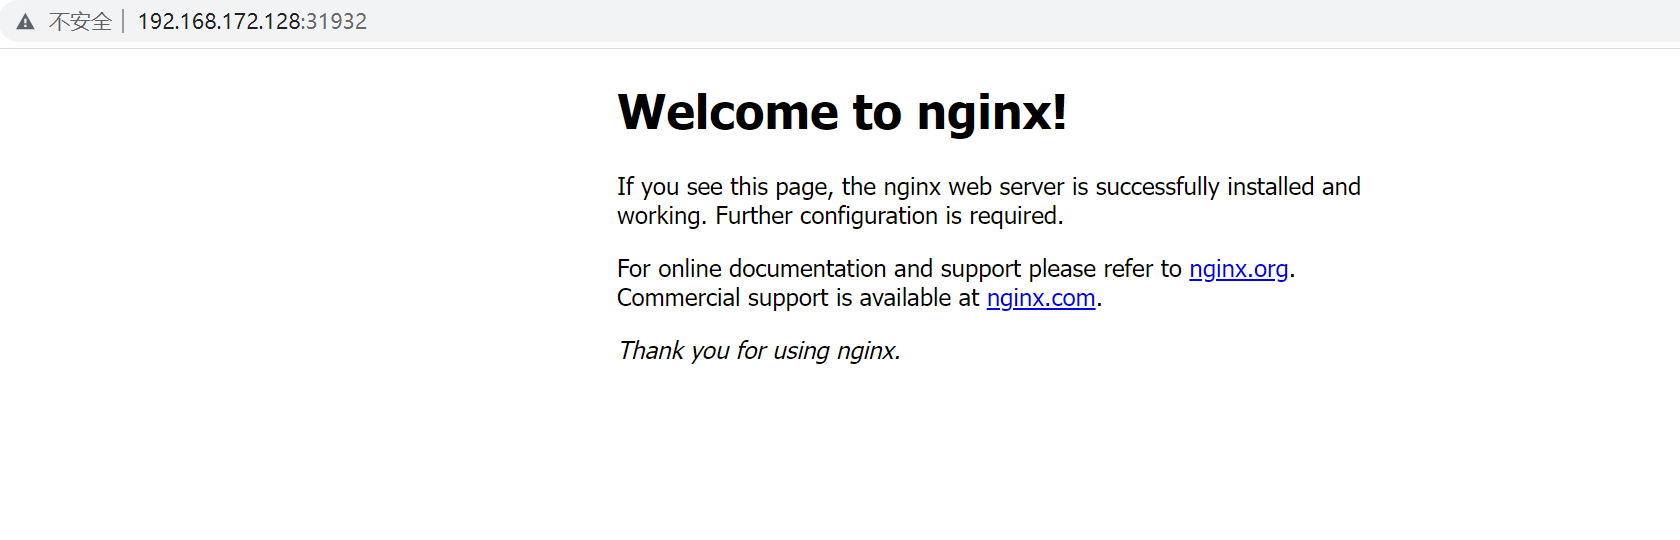 不安全 192.168.172.128:31932
Welcome to nginx!
If you see this page, the nginx web server is successfully installed and
working. Further configuration is required.
For online documentation and support please refer to nginx.org.
Commercial support is available at nginx.com.
Thank you for using nginx.